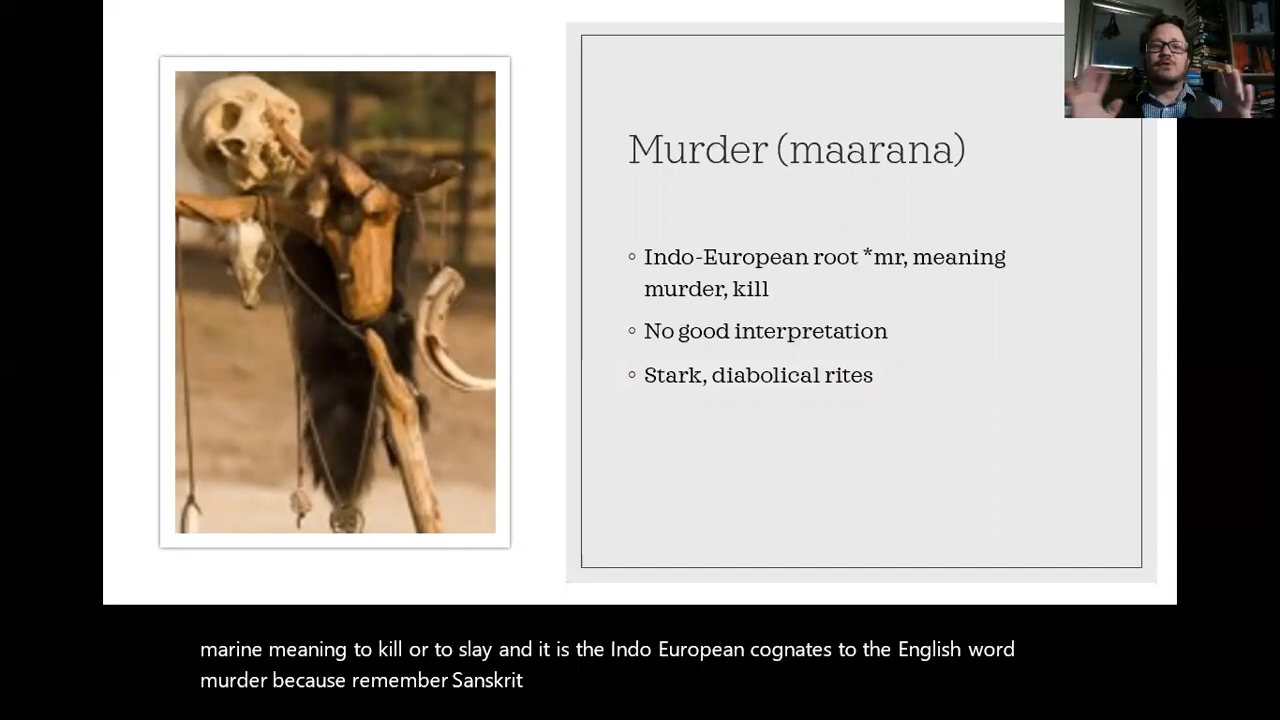 Murder (maarana)
◦ Indo-European root *mr, meaning
murder, kill
◦ No good interpretation
◦ Stark, diabolical rites
marine meaning to kill or to slay and it is the Indo European cognates to the English word
murder because remember Sanskrit